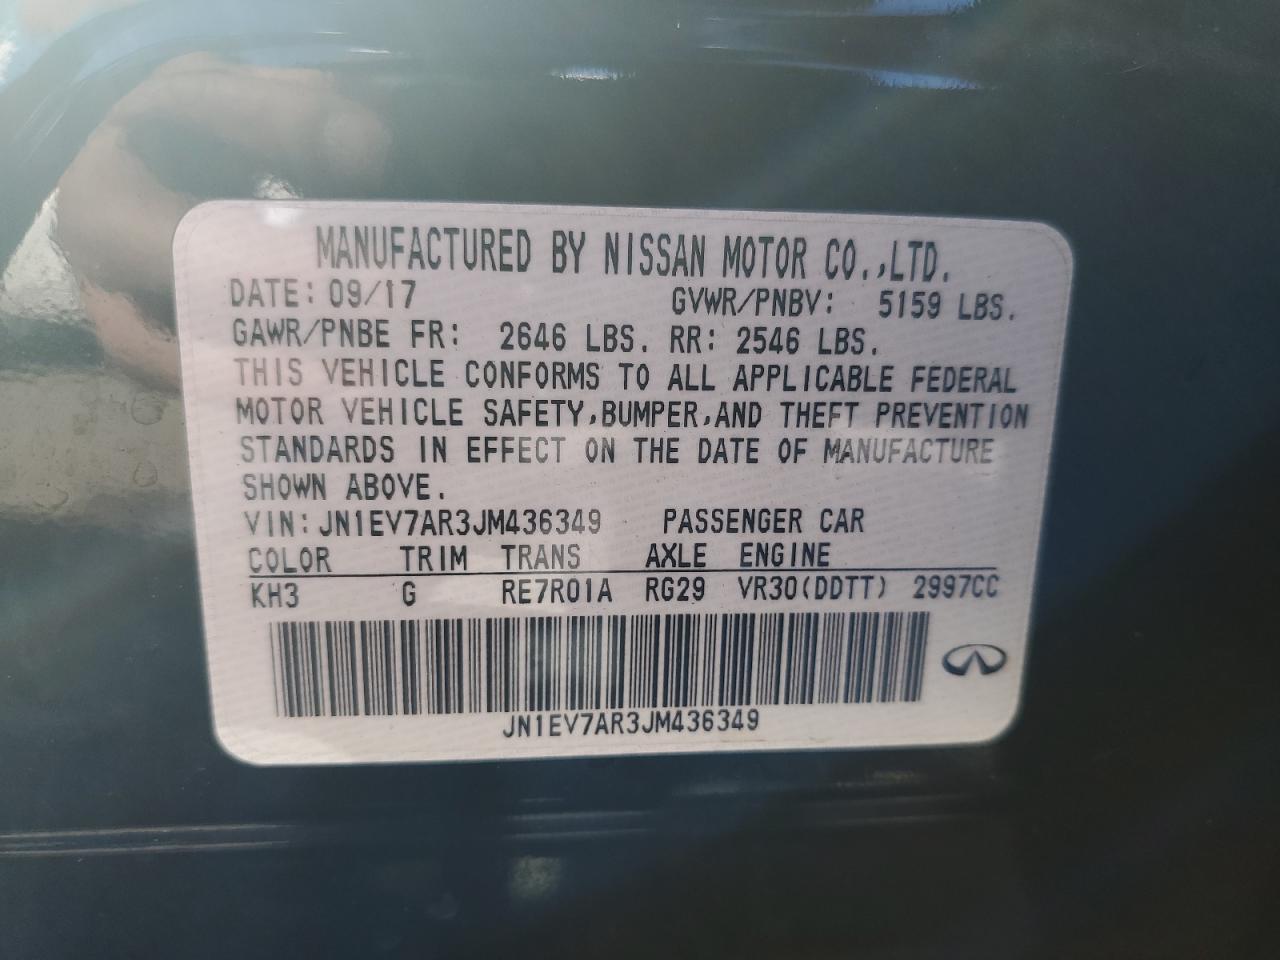 MANUFACTURED BY NISSAN MOTOR CO.,LTD.
DATE: 09/17 GVWR/PNBV: 5159 LBS.
GAWR/PNBE FR: 2646 LBS. RR: 2546 LBS.
THIS VEHICLE CONFORMS TO ALL APPLICABLE FEDERAL
MOTOR VEHICLE SAFETY,BUMPER,AND THEFT PREVENTION
STANDARDS IN EFFECT ON THE DATE OF MANUFACTURE
SHOWN ABOVE.
VIN: JN1EV7AR3JM436349 PASSENGER CAR
COLOR TRIM TRANS AXLE ENGINE
KH3 G RE7R01A RG29 VR30(DDTT) 2997CC
JN1EV7AR3JM436349